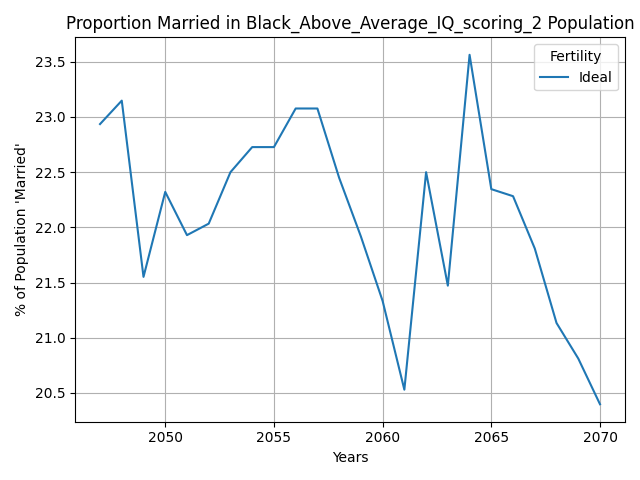 Proportion Married in Black_Above_Average_IQ_scoring_2 Population
Fertility
Ideal
% of Population 'Married'
23.5
23.0
22.5
22.0
21.5
21.0
20.5
2050 2055 2060 2065 2070
Years